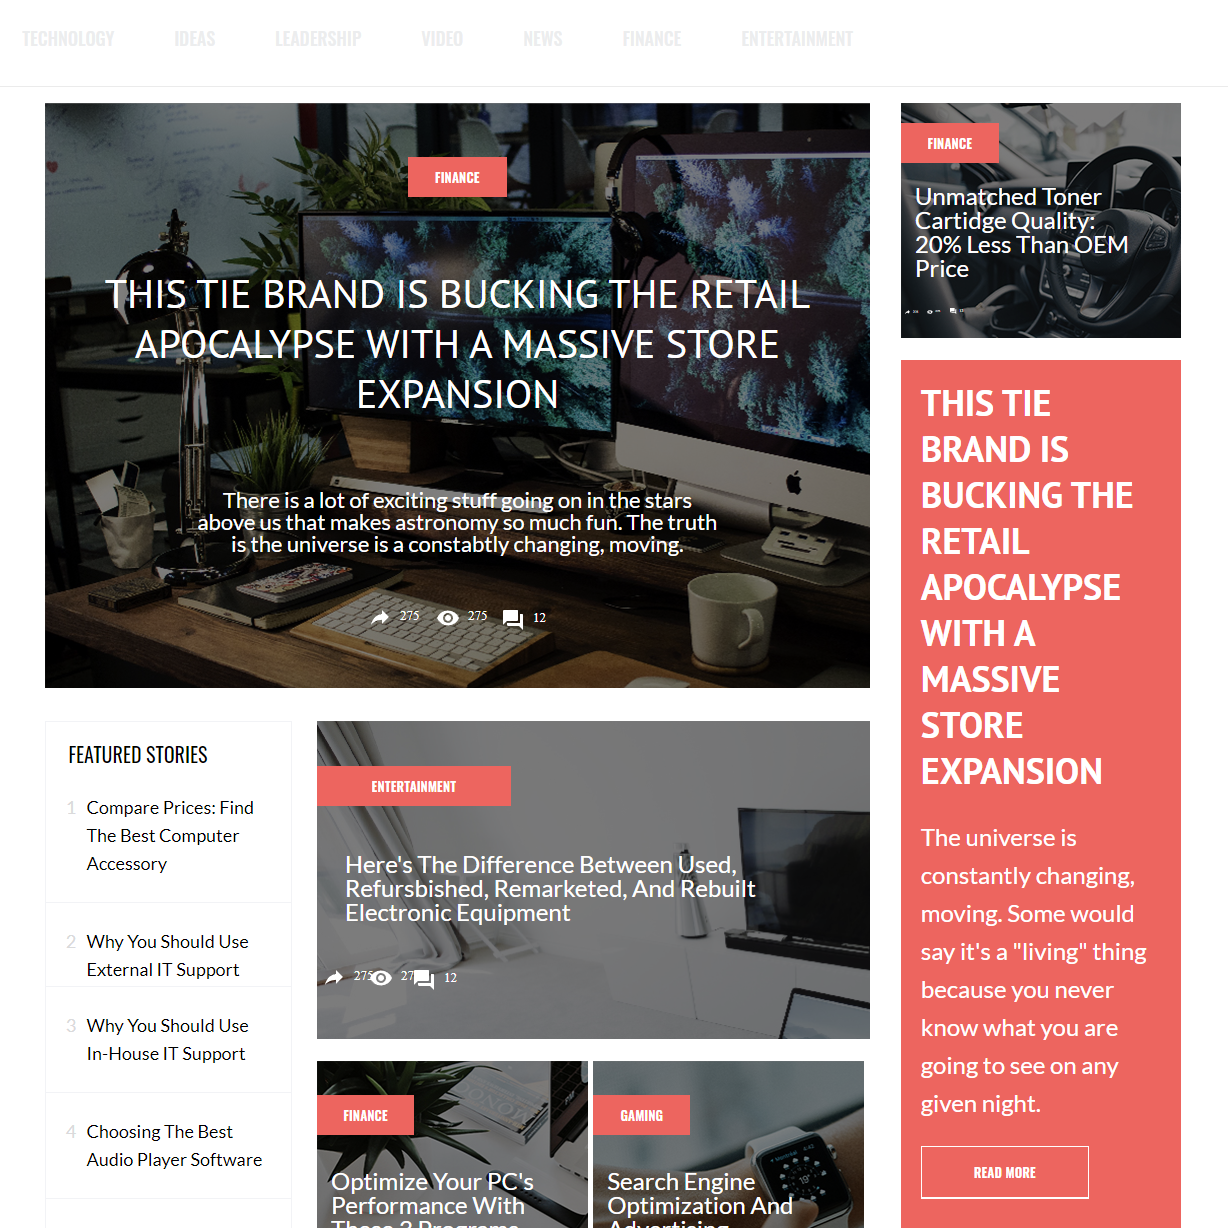 TECHNOLOGY IDEAS LEADERSHIP VIDEO NEWS FINANCE ENTERTAINMENT
FINANCE
THIS TIE BRAND IS BUCKING THE RETAIL
APOCALYPSE WITH A MASSIVE STORE
EXPANSION
There is a lot of exciting stuff going on in the stars
above us that makes astronomy so much fun. The truth
is the universe is a constabtly changing, moving.
275 275 12
FINANCE
Unmatched Toner
Cartidge Quality:
20% Less Than OEM
Price
THIS TIE
BRAND IS
BUCKING THE
RETAIL
APOCALYPSE
WITH A
MASSIVE
STORE
EXPANSION
The universe is
constantly changing,
moving. Some would
say it's a "living" thing
because you never
know what you are
going to see on any
given night.
READ MORE
FEATURED STORIES
1 Compare Prices: Find
The Best Computer
Accessory
2 Why You Should Use
External IT Support
3 Why You Should Use
In-House IT Support
4 Choosing The Best
Audio Player Software
ENTERTAINMENT
Here's The Difference Between Used,
Refursbished, Remarketed, And Rebuilt
Electronic Equipment
275 27 12
FINANCE
Optimize Your PC's
Performance With
These 3 Programs
GAMING
Search Engine
Optimization And
Advertising